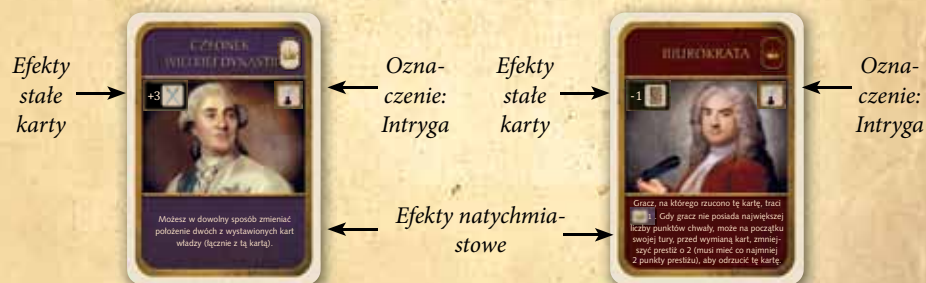 Efekty
stałe
karty
CZŁONEK
WIELKIEJ DYNASTII
+3
Możesz w dowolny sposób zmieniać
położenie dwóch z wystawionych kart
władzy (łącznie z tą kartą).
Ozna-
czenie:
Intryga
Efekty
stałe
karty
Efekty natychmia-
stowe
BIUROKRATA
-1
Gracz, na którego rzucono tę kartę, traci
1. Gdy gracz nie posiada największej
liczby punktów chwały, może na początku
swojej tury, przed wymianą kart, zmniej-
szyć prestiż o 2 (musi mieć co najmniej
2 punkty prestiżu), aby odrzucić tę kartę.
Ozna-
czenie:
Intryga